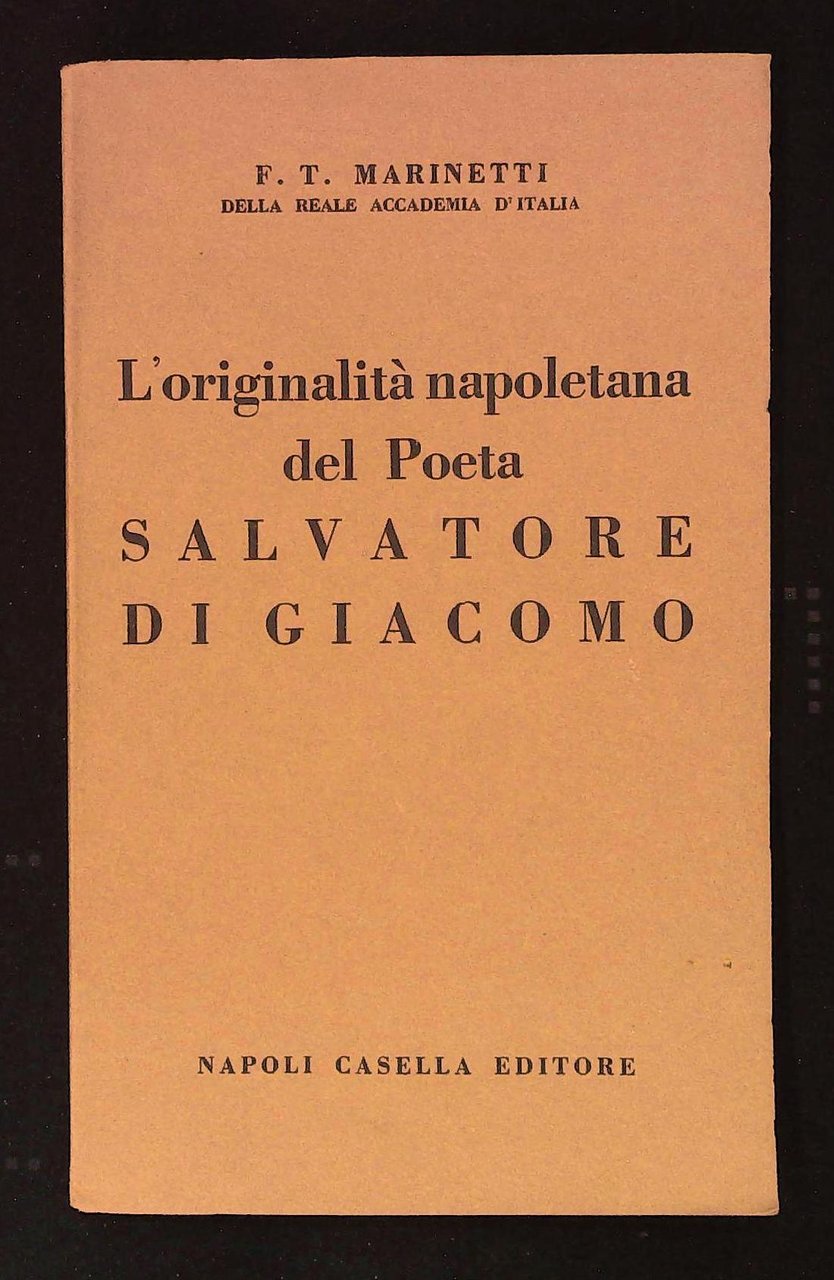 F. T. MARINETTI
DELLA REALE ACCADEMIA D'ITALIA
L'originalità napoletana
del Poeta
SALVATORE
DI GIACOMO
NAPOLI CASELLA EDITORE